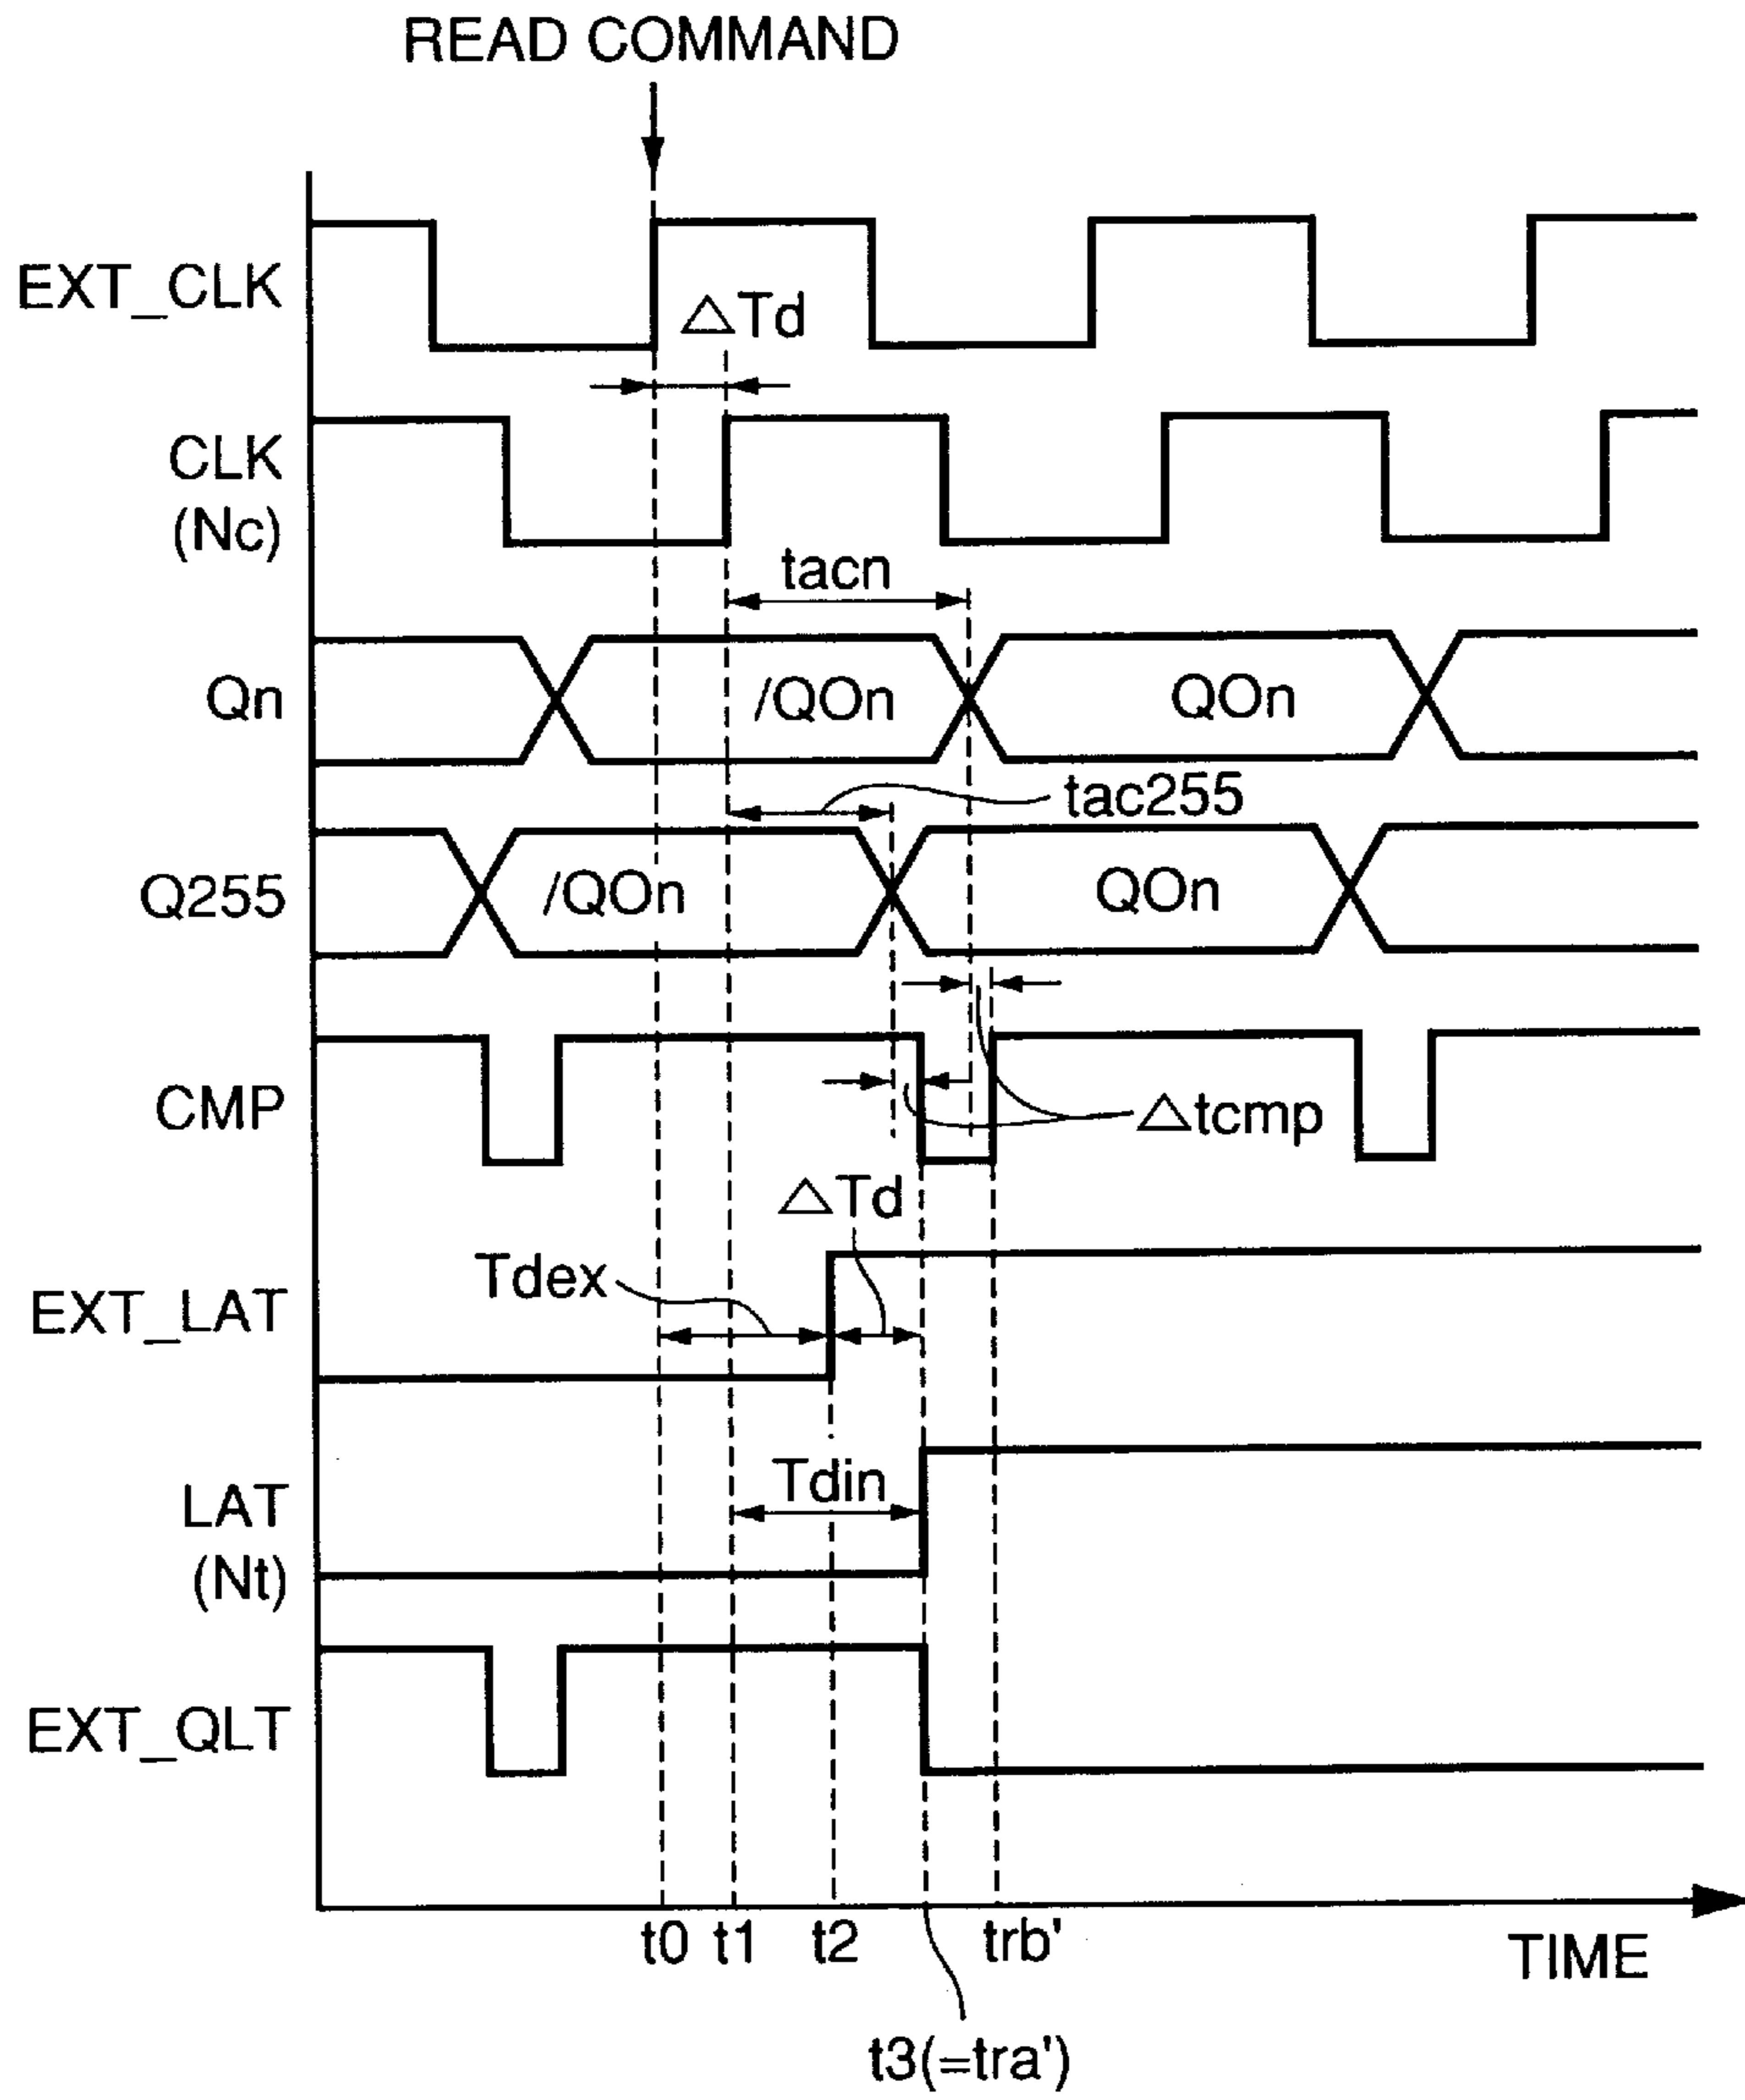 READ COMMAND
EXT_CLK
△Td
CLK
(Nc)
tacn
Qn
/QOn
QOn
tac255
Q255
/QOn
QOn
CMP
△tcmp
△Td
Tdex
EXT_LAT
Tdin
LAT
(Nt)
EXT_QLT
t0
t1
t2
trb'
TIME
t3(=tra')